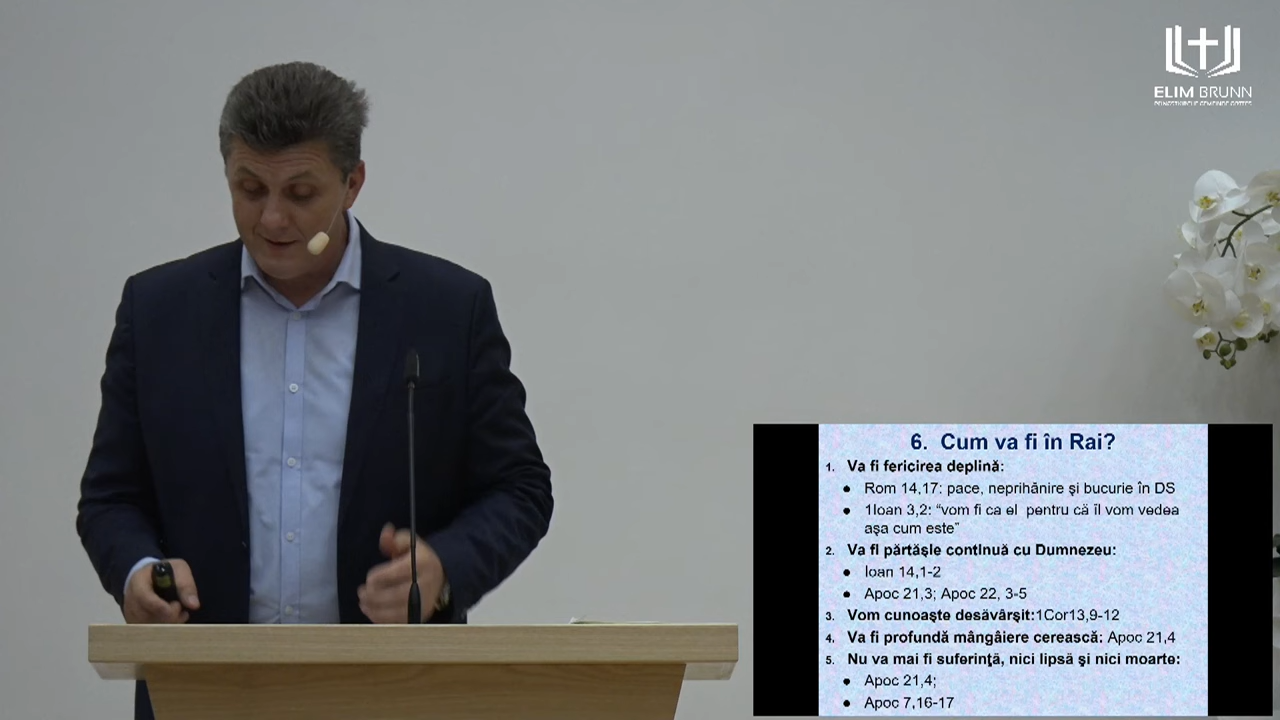 ELIM BRUNN
PFINGSTKIRCHE GEMEINDE GOTTES
6. Cum va fi în Rai?
1. Va fi fericirea deplină:
● Rom 14,17: pace, neprihănire şi bucurie în DS
● 1Ioan 3,2: “vom fi ca el pentru că îl vom vedea
aşa cum este”
2. Va fi părtăşie continuă cu Dumnezeu:
● Ioan 14,1-2
● Apoc 21,3; Apoc 22, 3-5
3. Vom cunoaşte desăvârşit:1Cor13,9-12
4. Va fi profundă mângâiere cerească: Apoc 21,4
5. Nu va mai fi suferinţă, nici lipsă şi nici moarte:
● Apoc 21,4;
● Apoc 7,16-17